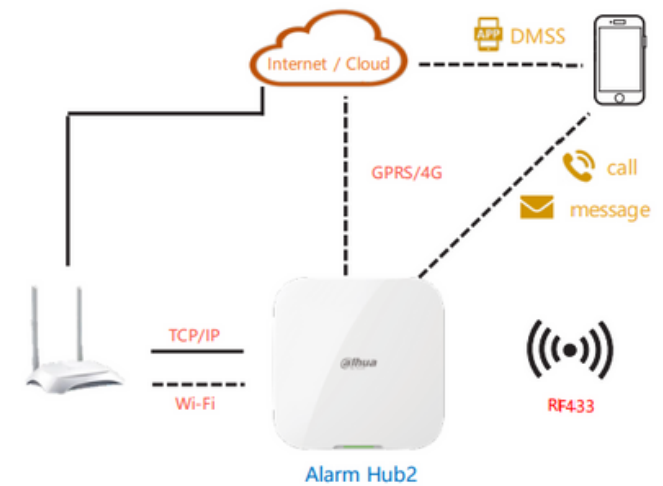 APP DMSS
Internet / Cloud
GPRS/4G
call
message
TCP/IP
alhua
Wi-Fi
RF433
Alarm Hub2